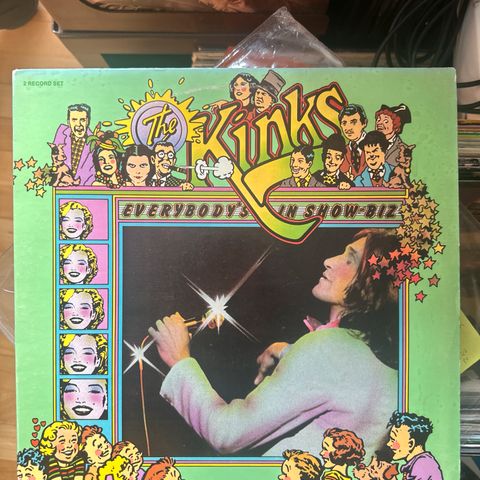 2 RECORD SET
The
Kinks
EVERYBODY'S IN SHOW-BIZ